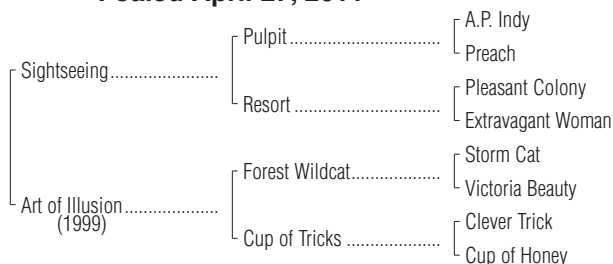 Foaled April
A.P. Indy
Pulpit
Preach
Sightseeing
Pleasant Colony
Resort
Extravagant Woman
Storm Cat
Forest Wildcat
Victoria Beauty
Art of Illusion
(1999)
Clever Trick
Cup of Tricks
Cup of Honey